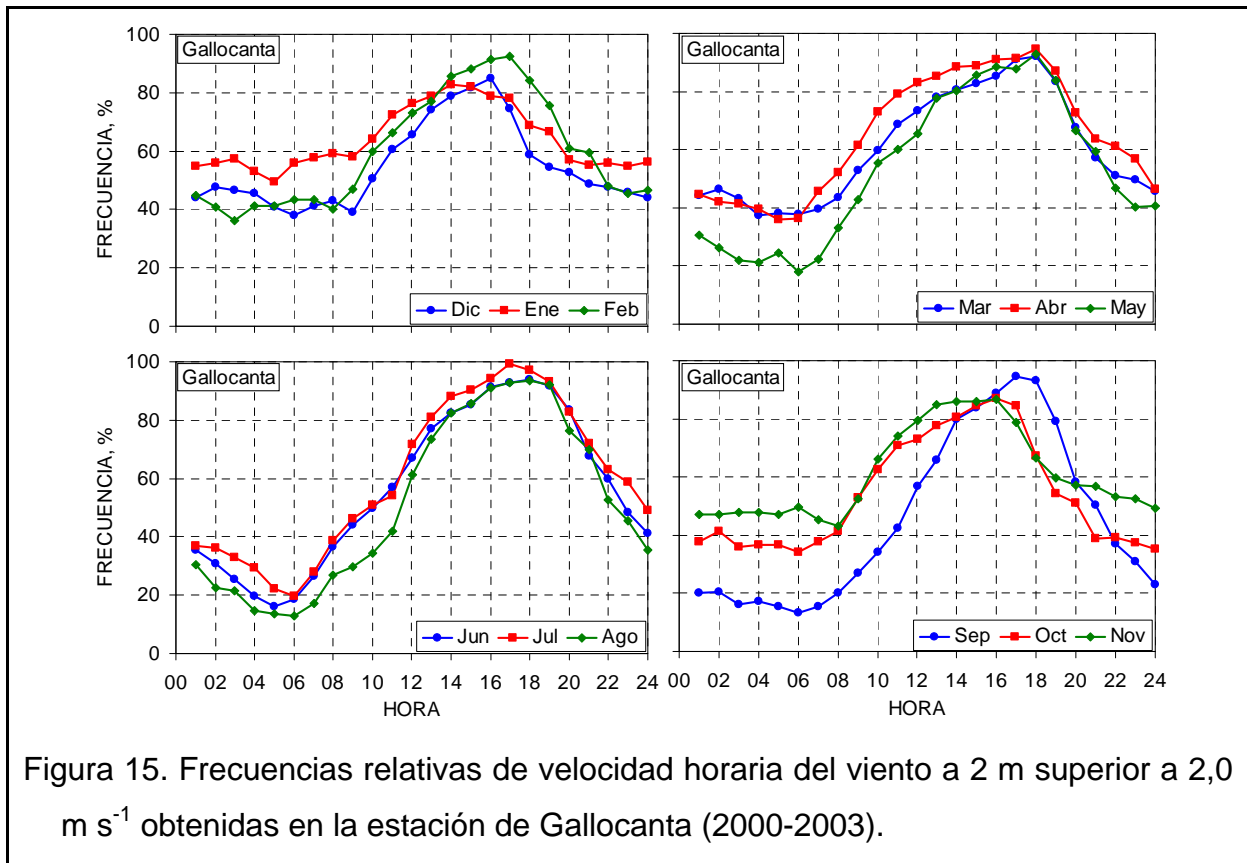 Gallocanta
100
80
60
40
20
0
FRECUENCIA, %
Dic Ene Feb
Gallocanta
Mar Abr May
Gallocanta
100
80
60
40
20
0
FRECUENCIA, %
Jun Jul Ago
00 02 04 06 08 10 12 14 16 18 20 22 24
HORA
Gallocanta
Sep Oct Nov
00 02 04 06 08 10 12 14 16 18 20 22 24
HORA
Figura 15. Frecuencias relativas de velocidad horaria del viento a 2 m superior a 2,0
m s-1 obtenidas en la estación de Gallocanta (2000-2003).